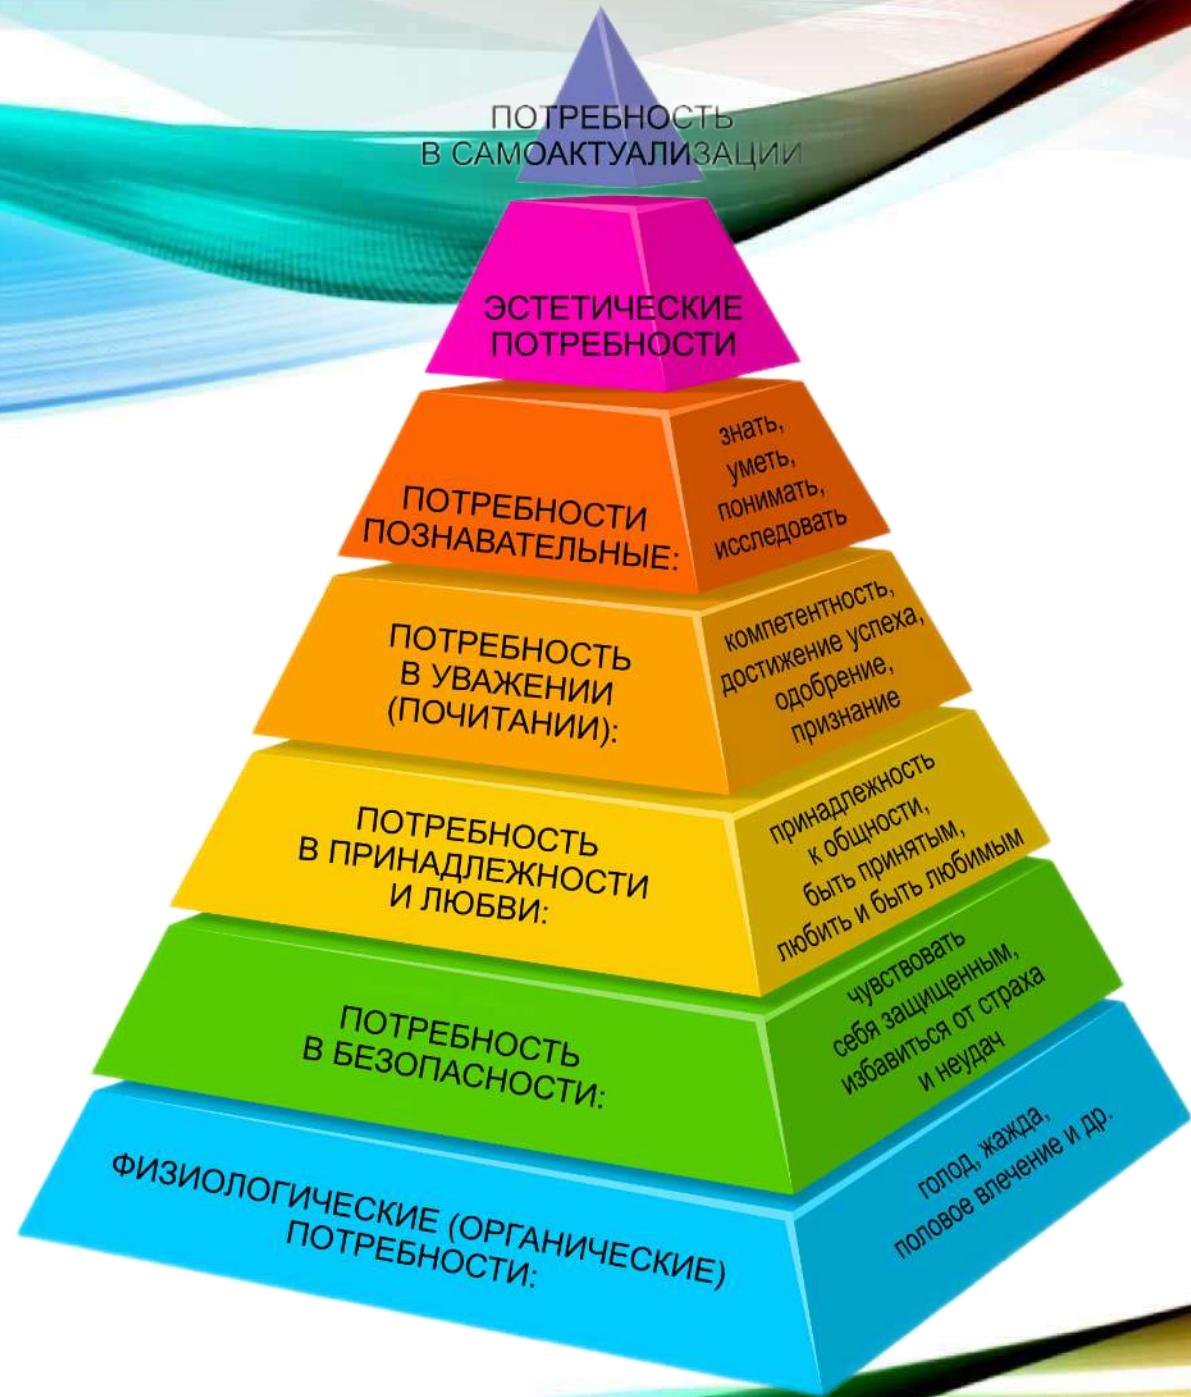 ПОТРЕБНОСТЬ
В САМОАКТУАЛИЗАЦИИ
ЭСТЕТИЧЕСКИЕ
ПОТРЕБНОСТИ
ПОТРЕБНОСТИ
ПОЗНАВАТЕЛЬНЫЕ:
знать,
уметь,
понимать,
исследовать
ПОТРЕБНОСТЬ
В УВАЖЕНИИ
(ПОЧИТАНИИ):
компетентность,
достижение успеха,
одобрение,
признание
ПОТРЕБНОСТЬ
В ПРИНАДЛЕЖНОСТИ
И ЛЮБВИ:
принадлежность
к общности,
быть принятым,
любить и быть любимым
ПОТРЕБНОСТЬ
В БЕЗОПАСНОСТИ:
чувствовать
себя защищенным,
избавиться от страха
и неудач
ФИЗИОЛОГИЧЕСКИЕ (ОРГАНИЧЕСКИЕ)
ПОТРЕБНОСТИ:
голод, жажда,
половое влечение и др.